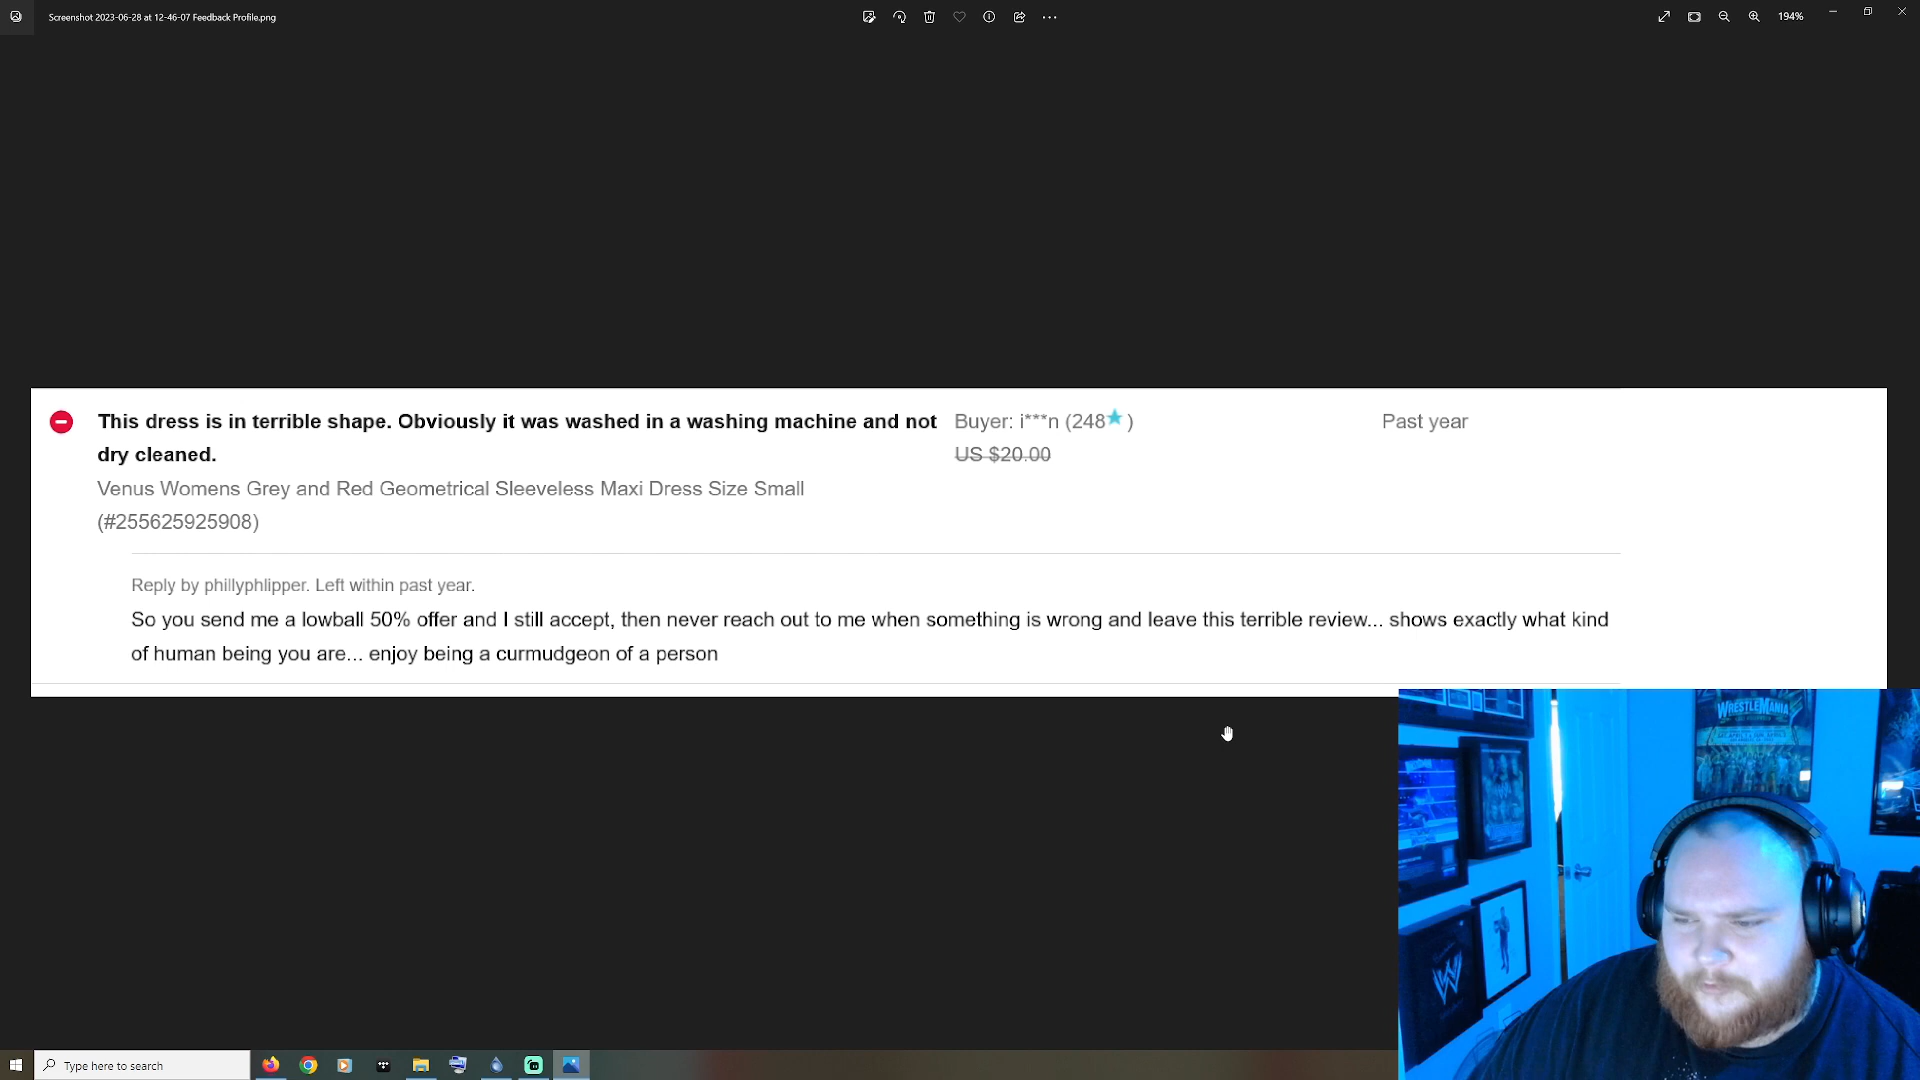 Screenshot 2023-06-28 at 12-46-07 Feedback Profile.png
194%
This dress is in terrible shape. Obviously it was washed in a washing machine and not
dry cleaned.
Buyer: i***n (248★)
Past year
US $20.00
Venus Womens Grey and Red Geometrical Sleeveless Maxi Dress Size Small
(#255625925908)
Reply by phillyphlipper. Left within past year.
So you send me a lowball 50% offer and I still accept, then never reach out to me when something is wrong and leave this terrible review... shows exactly what kind
of human being you are... enjoy being a curmudgeon of a person
WRESTLEMANIA
Type here to search